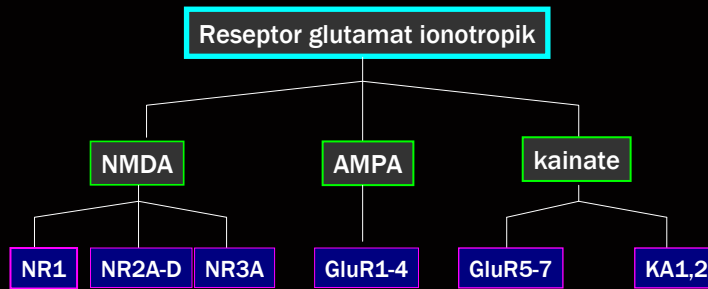 Reseptor glutamat ionotropik
NMDA
AMPA
kainate
NR1
NR2A-D
NR3A
GluR1-4
GluR5-7
KA1,2